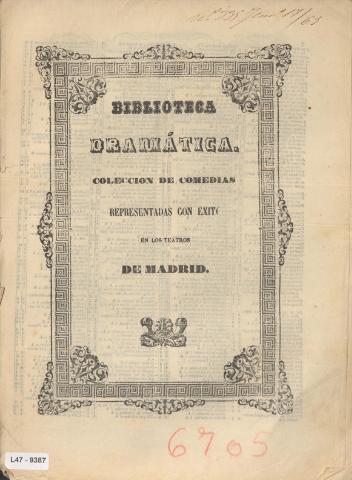 BIBLIOTECA
DRAMÁTICA.
COLECCION DE COMEDIAS
REPRESENTADAS CON EXITO
EN LOS TEATROS
DE MADRID.
6705
L47 - 9387